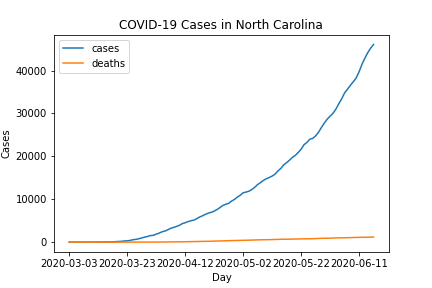 COVID-19 Cases in North Carolina
cases
deaths
40000
30000
20000
10000
0
Cases
2020-03-03 2020-03-23 2020-04-12 2020-05-02 2020-05-22 2020-06-11
Day